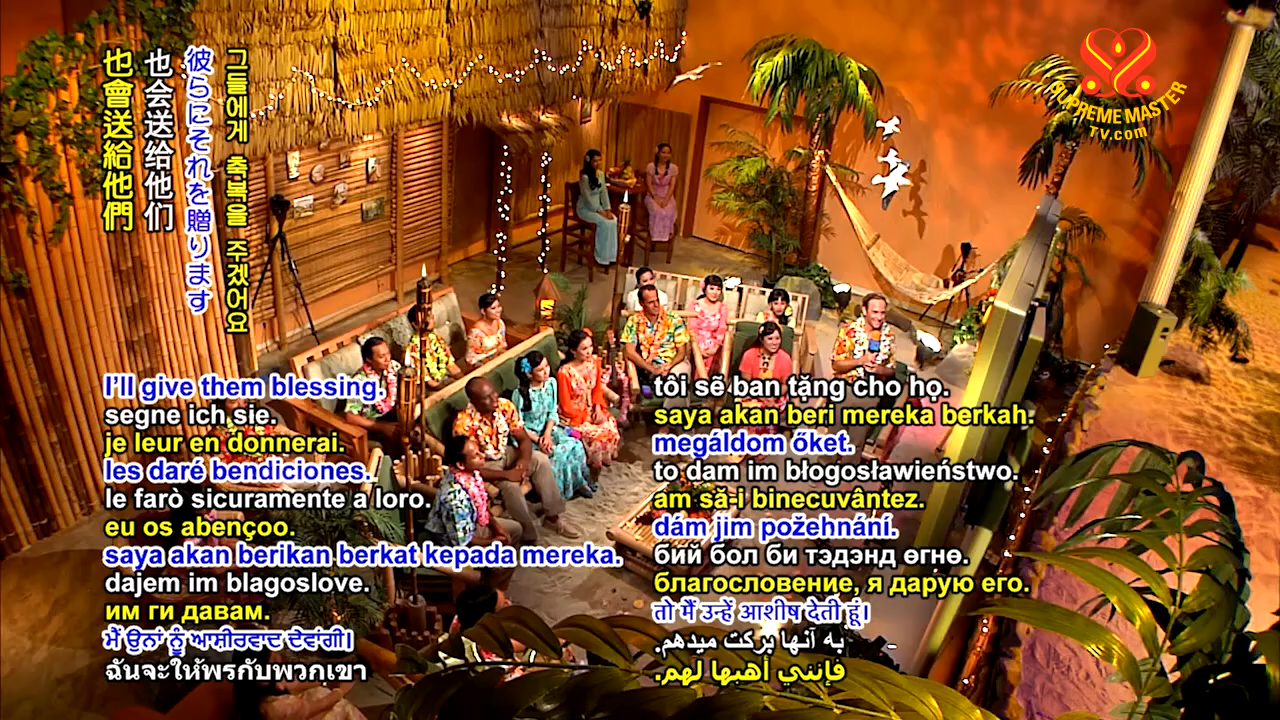 也會送給他們
也会送给他们
彼らにそれを贈ります
그들에게 축복을 주겠어요
SUPREME MASTER
TV.com
I'll give them blessing.
segne ich sie.
je leur en donnerai.
les daré bendiciones.
le farò sicuramente a loro.
eu os abençoo.
saya akan berikan berkat kepada mereka.
dajem im blagoslove.
им ги давам.
ਮੈਂ ਉਨਾਂ ਨੂੰ ਆਸ਼ੀਰਵਾਦ ਦੇਵਾਂਗੀ।
ฉันจะให้พรกับพวกเขา
tôi sẽ ban tặng cho họ.
saya akan beri mereka berkah.
megáldom őket.
to dam im błogosławieństwo.
am să-i binecuvântez.
dám jim požehnání.
бий бол би тэдэнд өгнө.
благословение, я дарую его.
तो मैं उन्हें आशीष देती हूं।
به آنها برکت میدهم.
فإنني أهبها لهم.